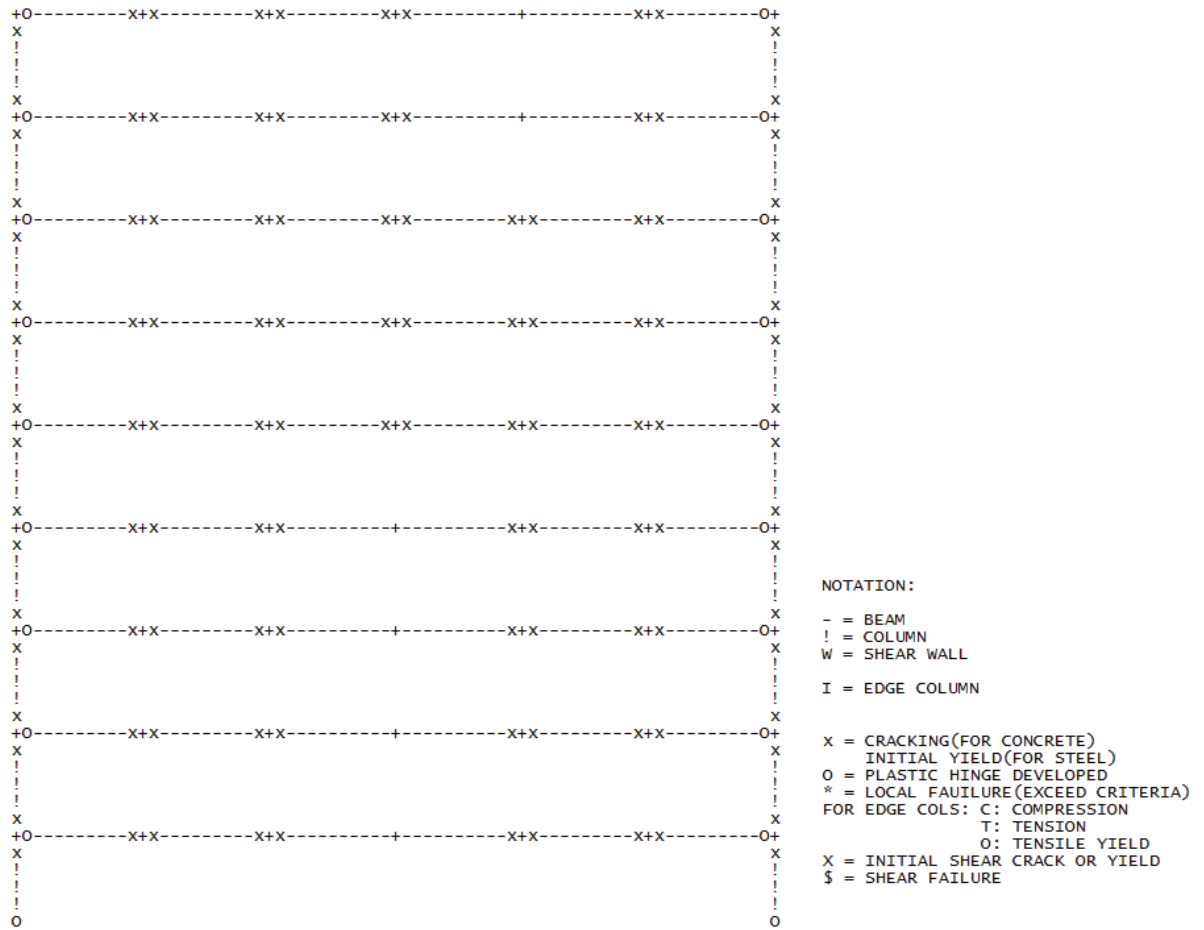 +O---------x+x---------x+x---------x+x----------+----------x+x---------O+
x                                                                       x
!                                                                       !
!                                                                       !
!                                                                       !
x                                                                       x
+O---------x+x---------x+x---------x+x----------+----------x+x---------O+
x                                                                       x
!                                                                       !
!                                                                       !
!                                                                       !
x                                                                       x
+O---------x+x---------x+x---------x+x---------x+x---------x+x---------O+
x                                                                       x
!                                                                       !
!                                                                       !
!                                                                       !
x                                                                       x
+O---------x+x---------x+x---------x+x---------x+x---------x+x---------O+
x                                                                       x
!                                                                       !
!                                                                       !
!                                                                       !
x                                                                       x
+O---------x+x---------x+x---------x+x---------x+x---------x+x---------O+
x                                                                       x
!                                                                       !
!                                                                       !
!                                                                       !
x                                                                       x
+O---------x+x---------x+x----------+----------x+x---------x+x---------O+
x                                                                       x
!                                                                       !
!                                                                       !
!                                                                       !
x                                                                       x
+O---------x+x---------x+x----------+----------x+x---------x+x---------O+
x                                                                       x
!                                                                       !
!                                                                       !
!                                                                       !
x                                                                       x
+O---------x+x---------x+x----------+----------x+x---------x+x---------O+
x                                                                       x
!                                                                       !
!                                                                       !
!                                                                       !
x                                                                       x
+O---------x+x---------x+x----------+----------x+x---------x+x---------O+
x                                                                       x
!                                                                       !
!                                                                       !
!                                                                       !
O                                                                       O
NOTATION:
- = BEAM
! = COLUMN
W = SHEAR WALL
I = EDGE COLUMN
x = CRACKING(FOR CONCRETE)
INITIAL YIELD(FOR STEEL)
O = PLASTIC HINGE DEVELOPED
* = LOCAL FAUILURE(EXCEED CRITERIA)
FOR EDGE COLS: C: COMPRESSION
T: TENSION
O: TENSILE YIELD
X = INITIAL SHEAR CRACK OR YIELD
$ = SHEAR FAILURE